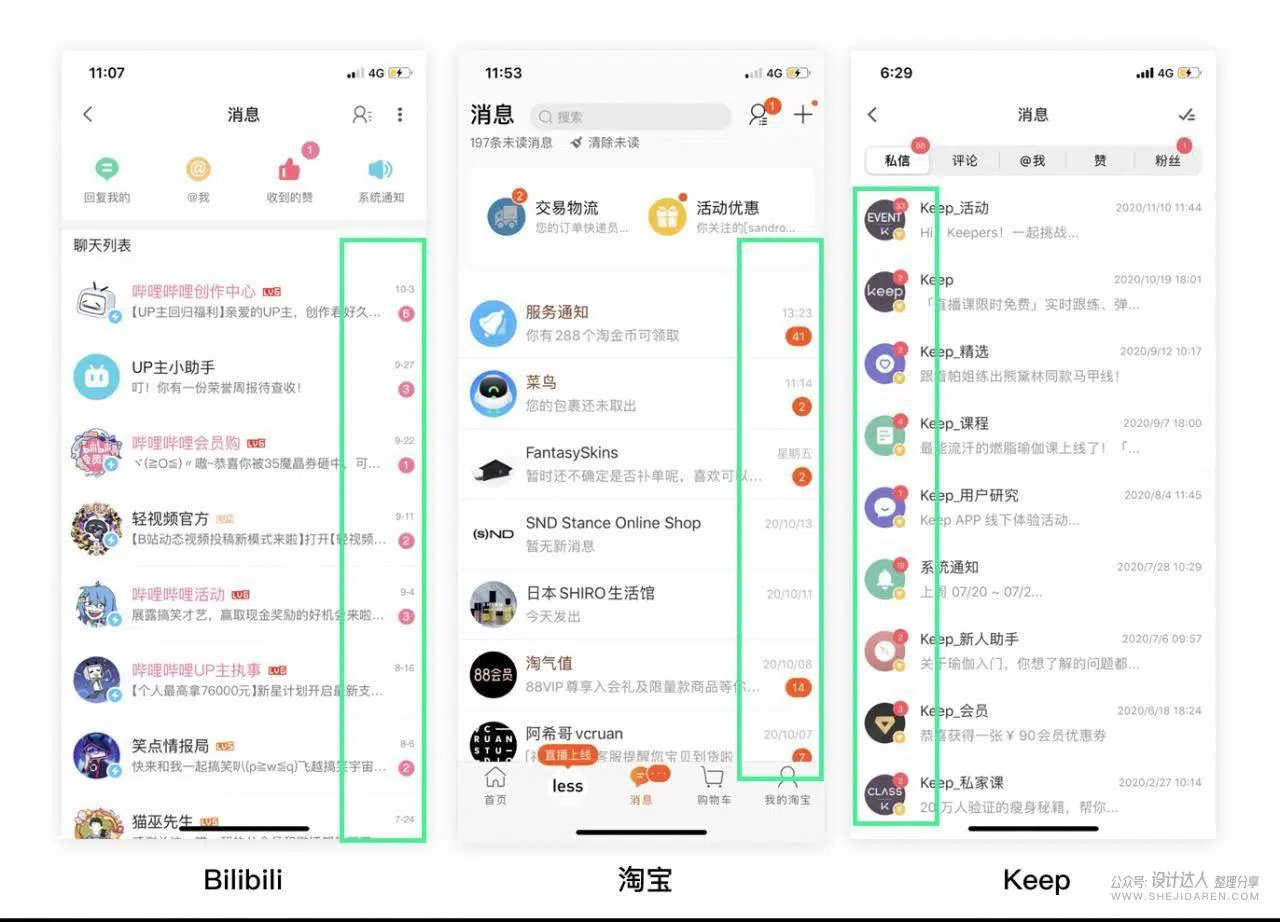 11:07
4G
消息
1
回复我的
@我
收到的赞
系统通知
聊天列表
哔哩哔哩创作中心 LV6
10-3
【UP主回归福利】亲爱的UP主，创作君好久...
6
UP主小助手
9-27
叮！你有一份荣誉周报待查收！
3
哔哩哔哩会员购 LV6
9-22
ヾ(≧O≦)〃嗷~恭喜你被35魔晶券砸中，可...
1
轻视频官方
9-11
【B站动态视频投稿新模式来啦】打开【轻视频...
2
哔哩哔哩活动 LV6
9-4
展露搞笑才艺，赢取现金奖励的好机会来啦...
3
哔哩哔哩UP主执事 LV6
8-16
【个人最高拿76000元】新星计划开启最新支...
笑点情报局 LV5
8-6
快来和我一起搞笑叭(p≧w≦q)飞越搞笑宇宙...
2
猫巫先生 LV5
7-24
Bilibili
11:53
4G
消息
搜索
1
197条未读消息
清除未读
2
交易物流
您的订单快递员...
活动优惠
你关注的[sandro...
服务通知
13:23
你有288个淘金币可领取
41
菜鸟
11:14
您的包裹还未取出
2
FantasySkins
星期五
暂时还不确定是否补单呢，喜欢可以...
2
(s)ND
SND Stance Online Shop
20/10/13
暂无新消息
日本SHIRO生活馆
20/10/11
今天发出
88会员
淘气值
20/10/08
88VIP尊享入会礼及限量款商品等你...
14
阿希哥vcruan
20/10/07
客服提醒您宝贝到货啦
7
直播上线
less
首页
消息
购物车
我的淘宝
淘宝
6:29
4G
消息
68
1
私信
评论
@我
赞
粉丝
EVENT
K
33
Keep_活动
2020/11/10 11:44
Hi，Keepers！一起挑战...
keep
2
Keep
2020/10/19 18:01
「直播课限时免费」实时跟练、弹...
2
Keep_精选
2020/9/12 10:17
跟着帕姐练出熊黛林同款马甲线！
4
Keep_课程
2020/9/7 18:00
最能流汗的燃脂瑜伽课上线了！「...
1
Keep_用户研究
2020/8/4 11:45
Keep APP 线下体验活动...
19
系统通知
2020/7/28 10:29
上周 07/20 ~ 07/2...
2
Keep_新人助手
2020/7/6 09:57
关于瑜伽入门，你想了解的问题都...
3
Keep_会员
2020/6/18 18:24
恭喜获得一张 ¥ 90会员优惠券
CLASS
K
2
Keep_私家课
2020/2/27 10:14
20万人验证的瘦身秘籍，帮你...
Keep
公众号：设计达人 整理分享
WWW.SHEJIDAREN.COM